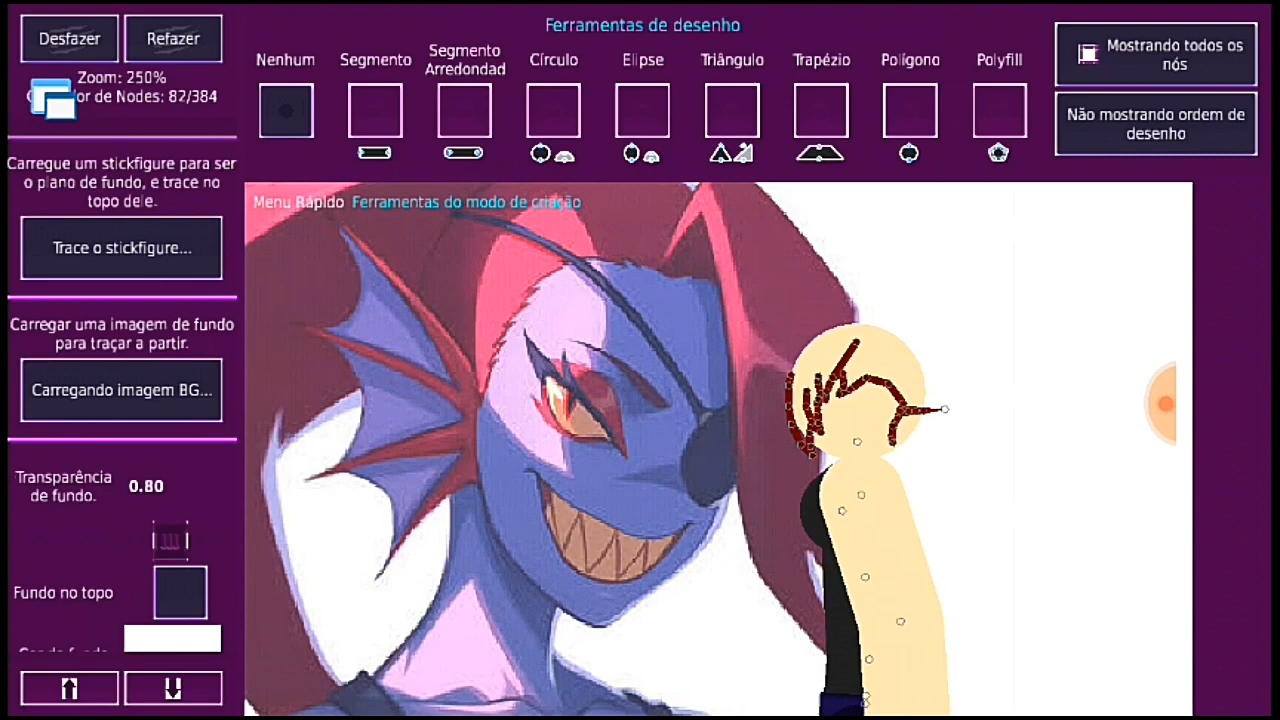 Desfazer
Refazer
Zoom: 250%
or de Nodes: 82/384
Carregue um stickfigure para ser
o plano de fundo, e trace no
topo dele.
Trace o stickfigure...
Carregar uma imagem de fundo
para traçar a partir.
Carregando imagem BG...
Transparência
de fundo.
0.80
Fundo no topo
Ferramentas de desenho
Nenhum
Segmento
Segmento
Arredondad
Círculo
Elipse
Triângulo
Trapézio
Polígono
Polyfill
Mostrando todos os
nós
Não mostrando ordem de
desenho
Menu Rápido Ferramentas do modo de criação